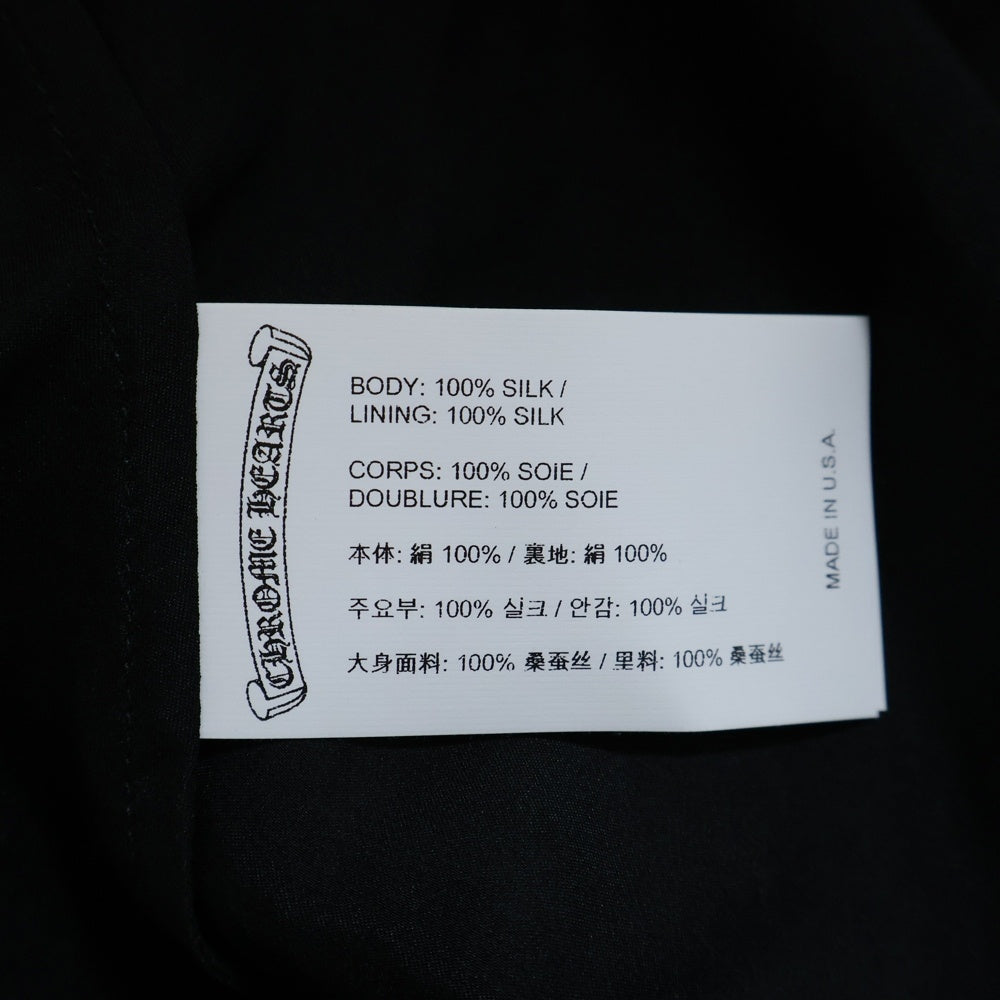 CHROME HEARTS
BODY: 100% SILK /
LINING: 100% SILK
CORPS: 100% SOIE /
DOUBLURE: 100% SOIE
本体: 絹 100% / 裏地: 絹 100%
주요부: 100% 실크 / 안감: 100% 실크
大身面料: 100% 桑蚕丝 / 里料: 100% 桑蚕丝
MADE IN U.S.A.